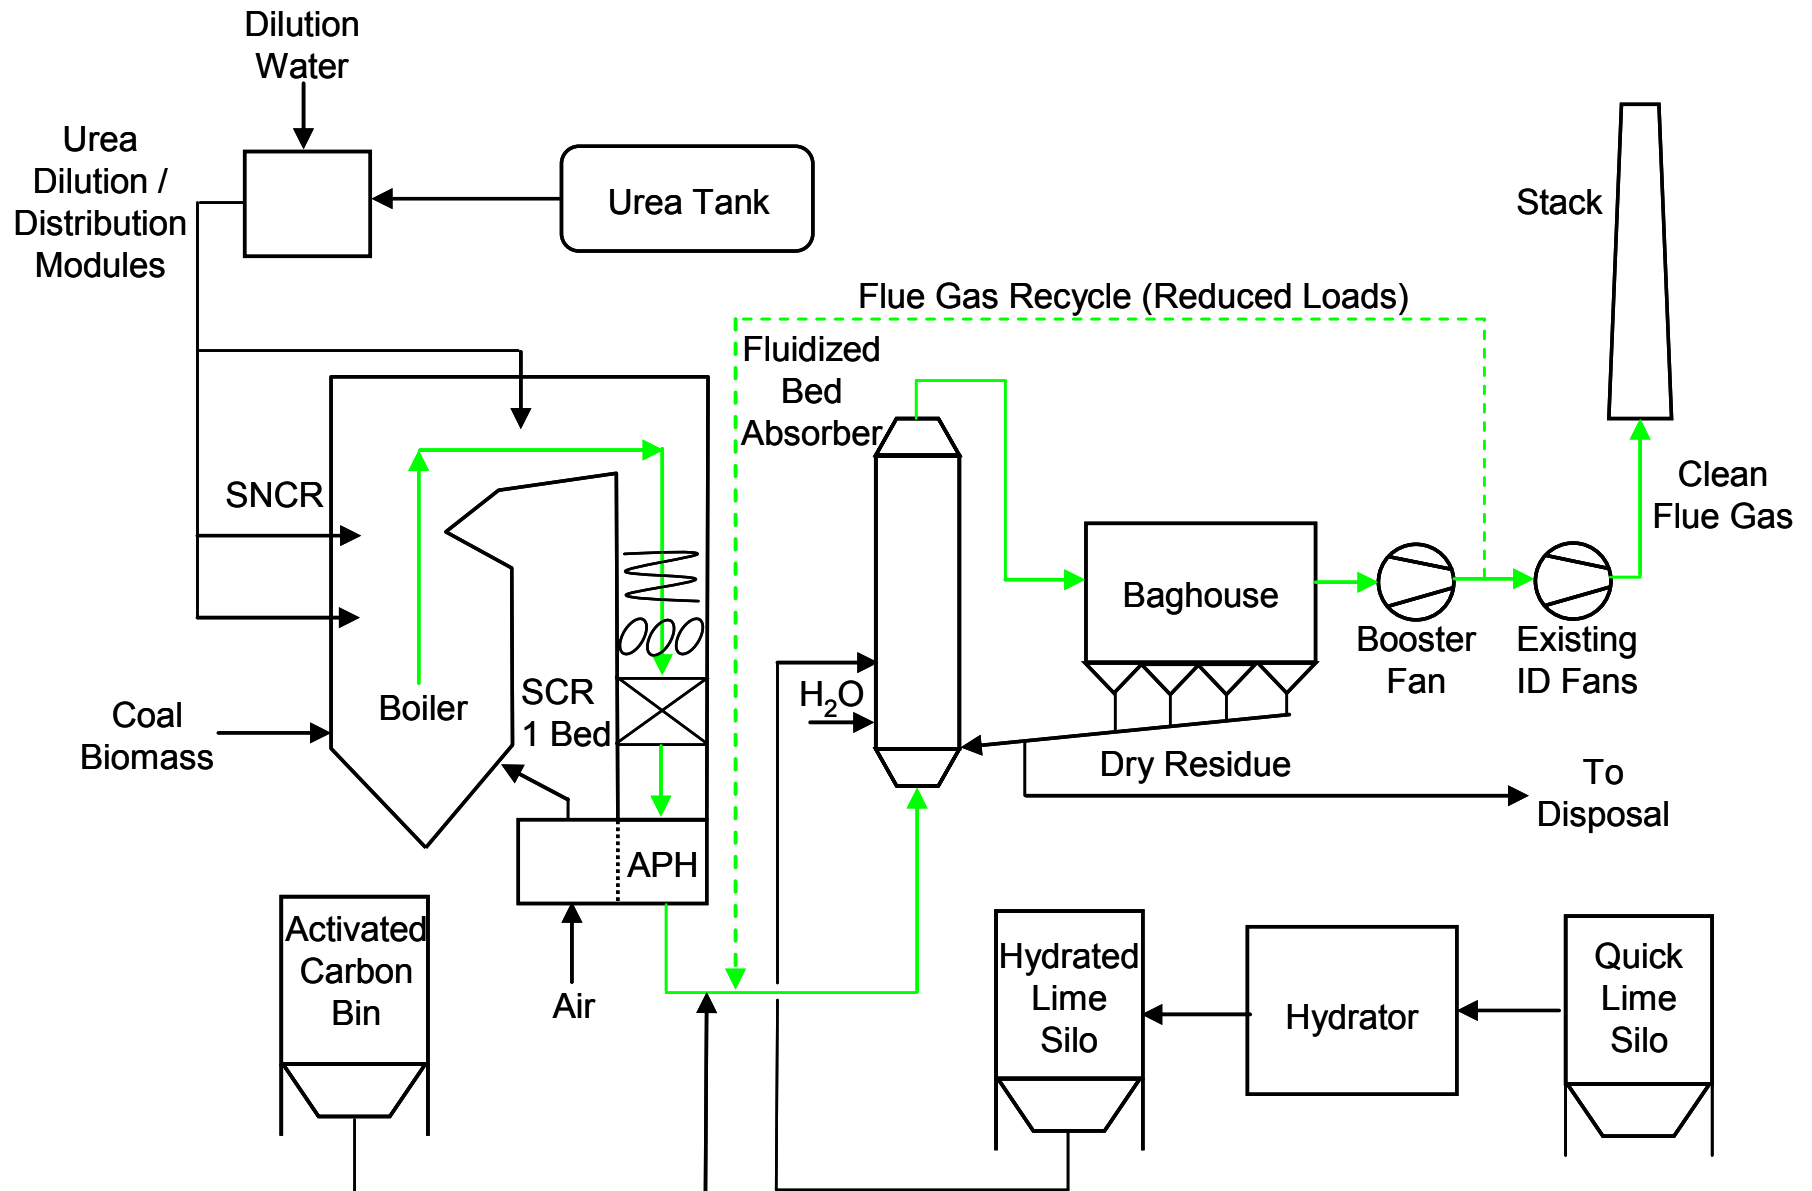 Dilution
Water
Urea
Dilution /
Distribution
Modules
Urea Tank
Stack
Flue Gas Recycle (Reduced Loads)
Fluidized
Bed
Absorber
SNCR
Clean
Flue Gas
Baghouse
Booster
Fan
Existing
ID Fans
Coal
Biomass
Boiler
SCR
1 Bed
H₂O
Dry Residue
To
Disposal
APH
Air
Activated
Carbon
Bin
Hydrated
Lime
Silo
Hydrator
Quick
Lime
Silo